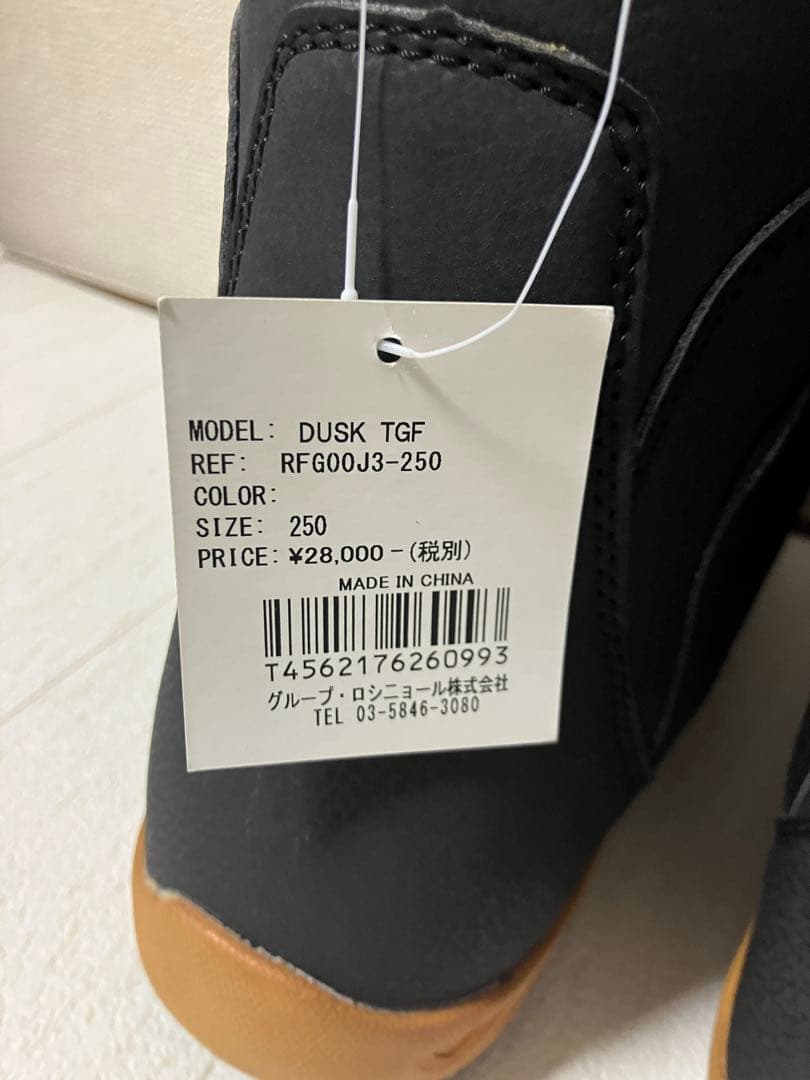 MODEL: DUSK TGF
REF: RFG00J3-250
COLOR:
SIZE: 250
PRICE: ¥28,000-(税別)
MADE IN CHINA
T4562176260993
グループ・ロシニョール株式会社
TEL 03-5846-3080